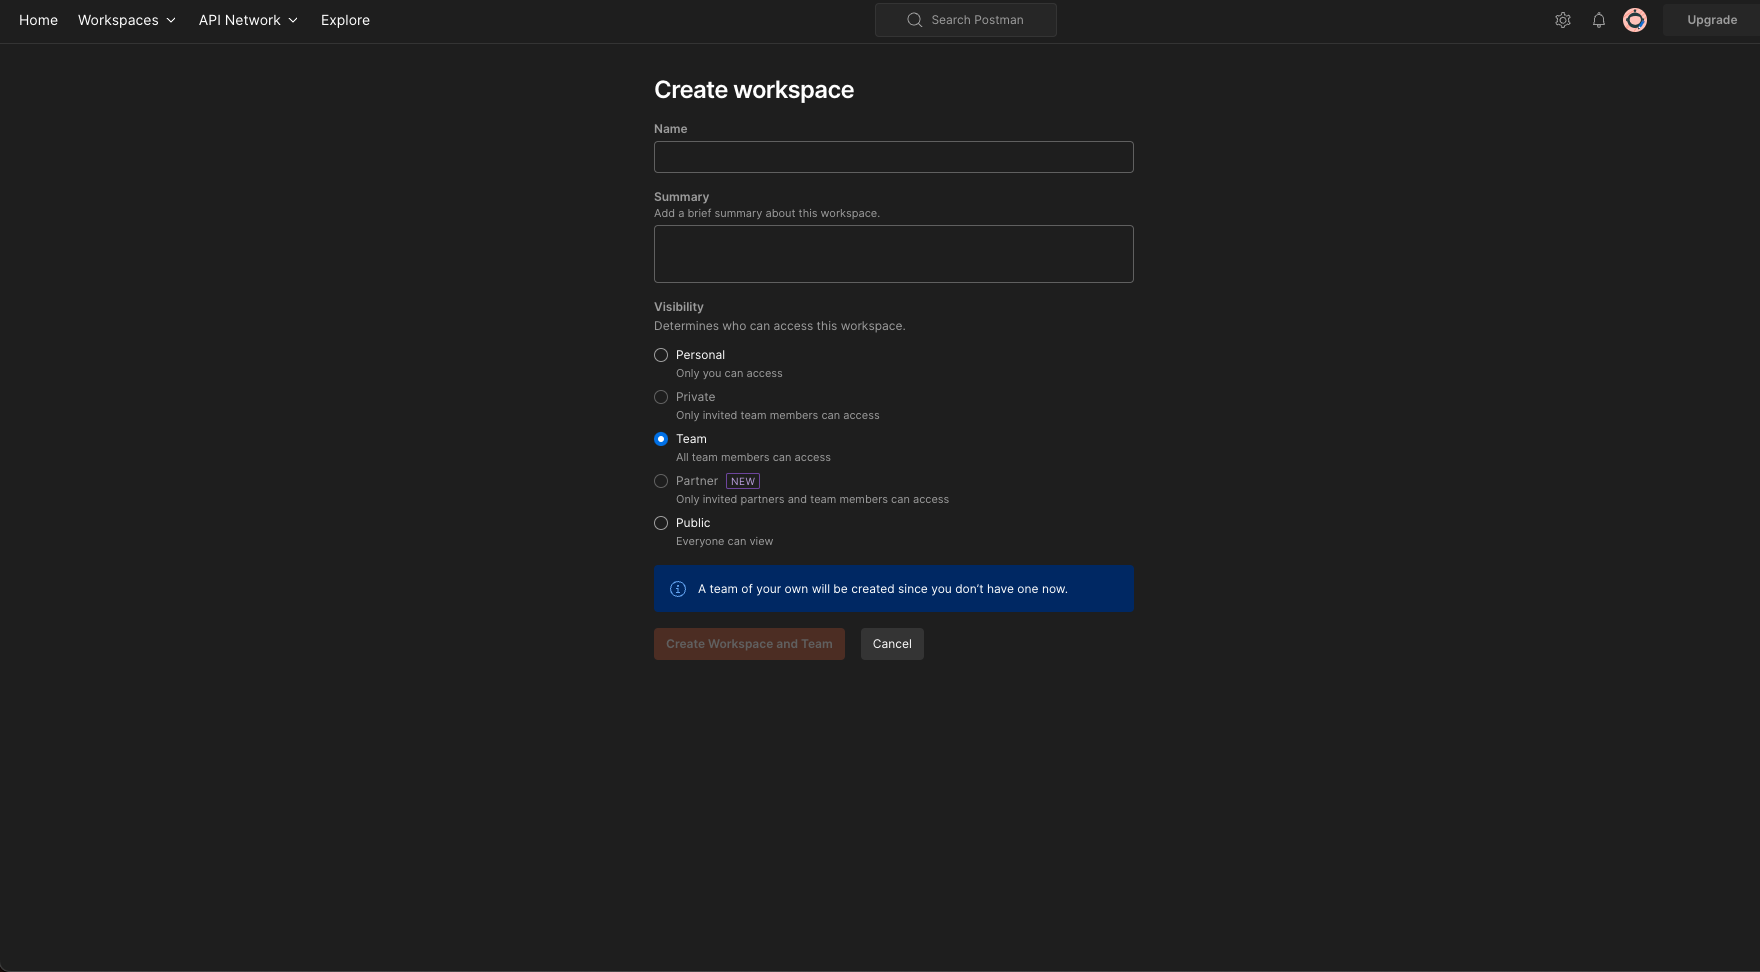 Home Workspaces API Network Explore Search Postman Upgrade
Create workspace
Name
Summary
Add a brief summary about this workspace.
Visibility
Determines who can access this workspace.
Personal
Only you can access
Private
Only invited team members can access
Team
All team members can access
Partner NEW
Only invited partners and team members can access
Public
Everyone can view
A team of your own will be created since you don’t have one now.
Create Workspace and Team Cancel